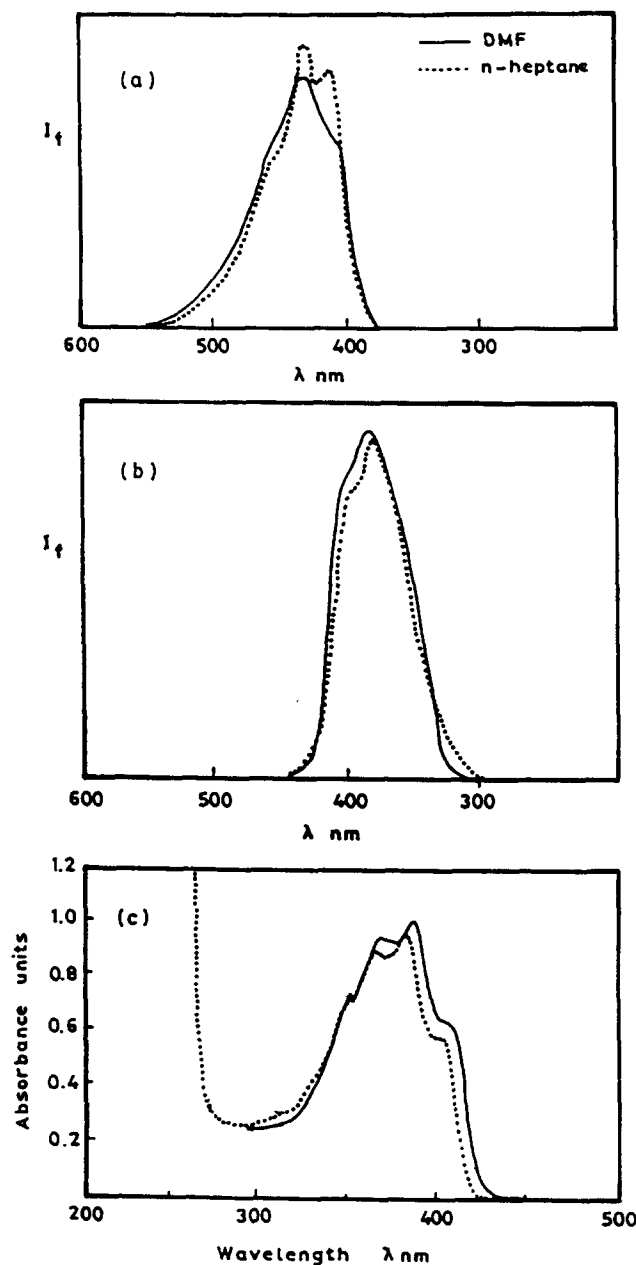 (a)
DMF
n-heptane
I_f
600 500 400 300
λ nm
(b)
I_f
600 500 400 300
λ nm
(c)
1.2
1.0
0.8
0.6
0.4
0.2
Absorbance units
200 300 400 500
Wavelength λ nm